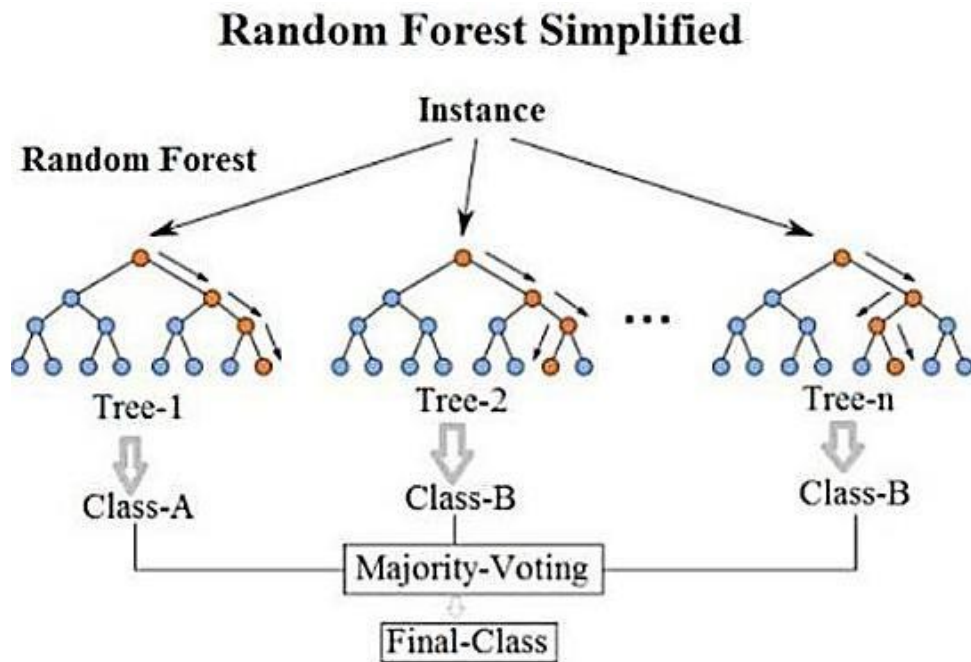 Random Forest Simplified
Instance
Random Forest
Tree-1
Tree-2
Tree-n
Class-A
Class-B
Class-B
Majority-Voting
Final-Class